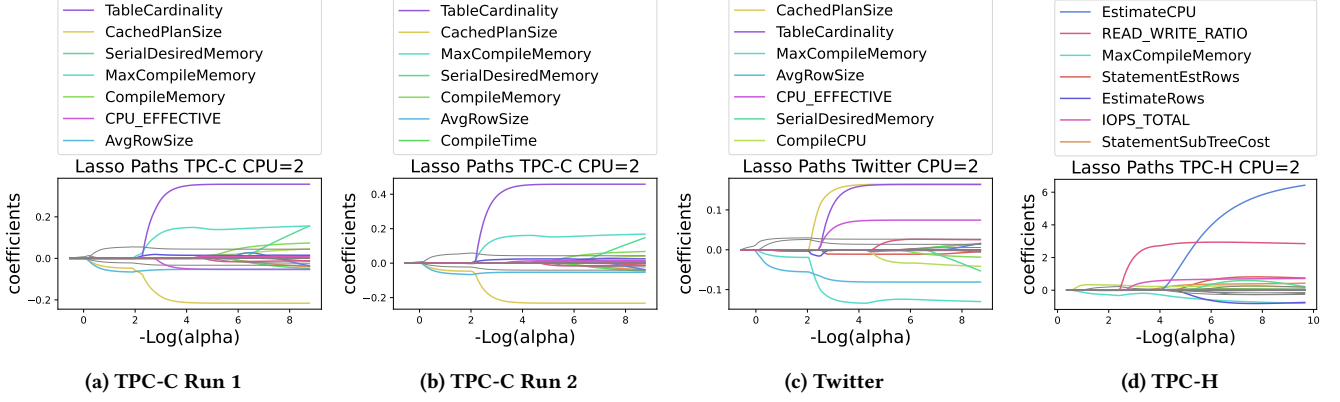 TableCardinality
CachedPlanSize
SerialDesiredMemory
MaxCompileMemory
CompileMemory
CPU_EFFECTIVE
AvgRowSize
Lasso Paths TPC-C CPU=2
coefficients
0.2
0.0
−0.2
0 2 4 6 8
-Log(alpha)
(a) TPC-C Run 1
TableCardinality
CachedPlanSize
MaxCompileMemory
SerialDesiredMemory
CompileMemory
AvgRowSize
CompileTime
Lasso Paths TPC-C CPU=2
coefficients
0.4
0.2
0.0
−0.2
0 2 4 6 8
-Log(alpha)
(b) TPC-C Run 2
CachedPlanSize
TableCardinality
MaxCompileMemory
AvgRowSize
CPU_EFFECTIVE
SerialDesiredMemory
CompileCPU
Lasso Paths Twitter CPU=2
coefficients
0.1
0.0
−0.1
0 2 4 6 8
-Log(alpha)
(c) Twitter
EstimateCPU
READ_WRITE_RATIO
MaxCompileMemory
StatementEstRows
EstimateRows
IOPS_TOTAL
StatementSubTreeCost
Lasso Paths TPC-H CPU=2
coefficients
6
4
2
0
0 2 4 6 8 10
-Log(alpha)
(d) TPC-H